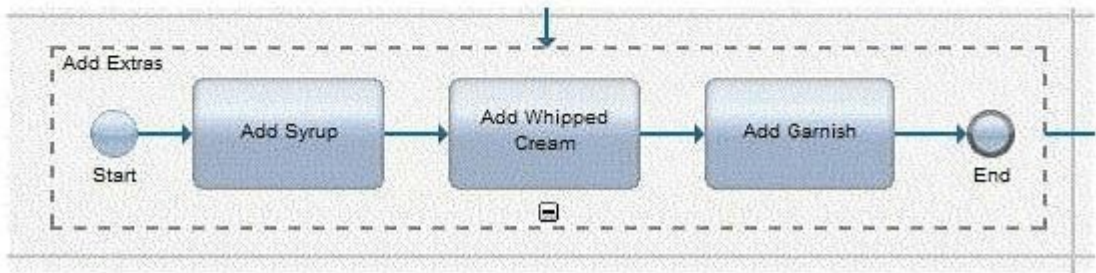 Add Extras
Add Syrup
Add Whipped
Cream
Add Garnish
Start
End